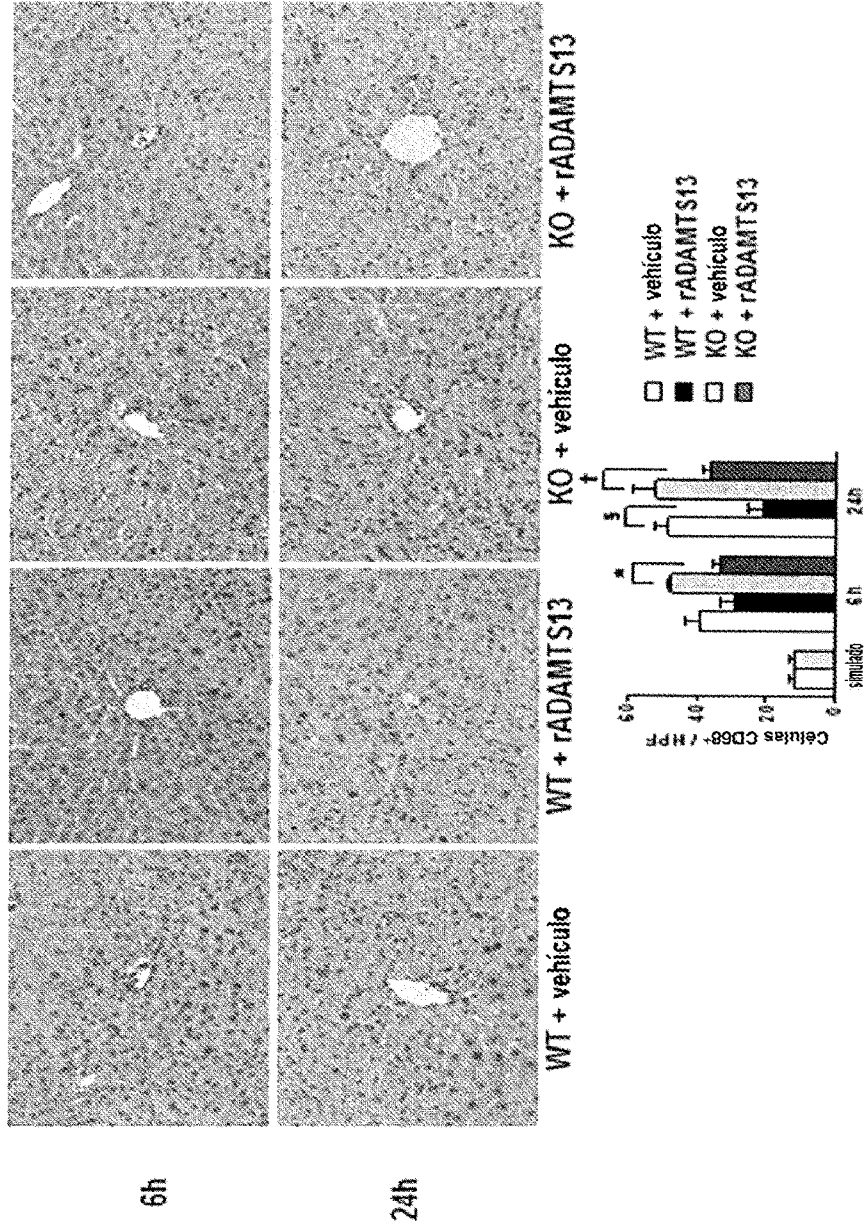 6h
24h
WT + vehículo
WT + rADAMTS13
KO + vehículo
KO + rADAMTS13
Células CD68⁺ / HPF
60
40
20
0
simulado
6h
24h
*
§
†
WT + vehículo
WT + rADAMTS13
KO + vehículo
KO + rADAMTS13